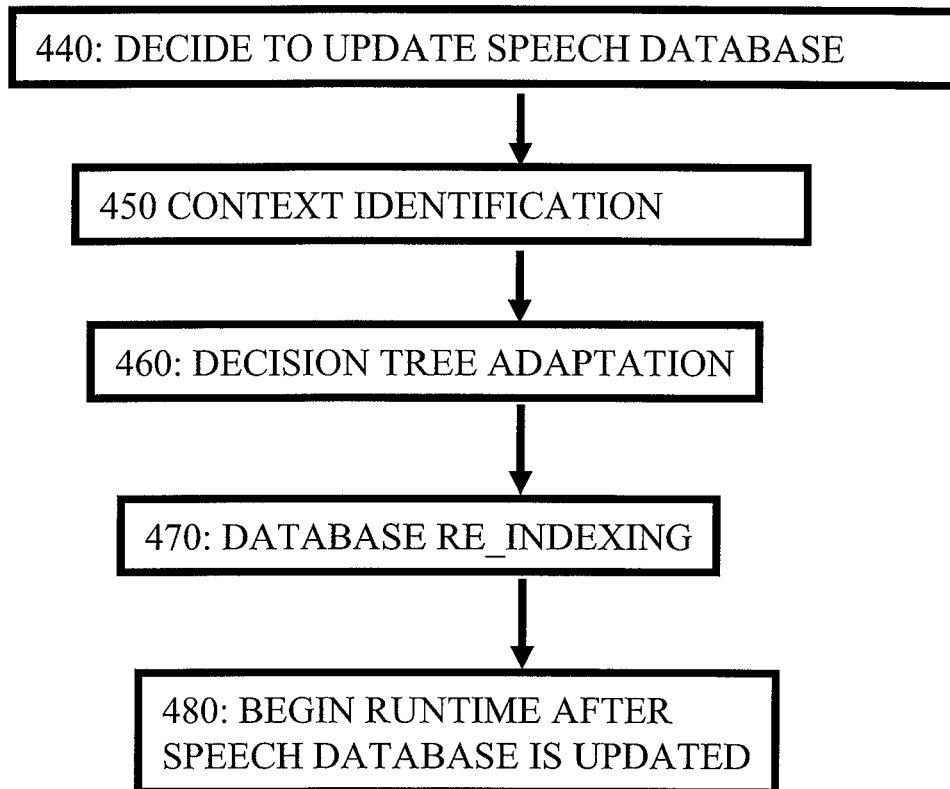 440: DECIDE TO UPDATE SPEECH DATABASE
450 CONTEXT IDENTIFICATION
460: DECISION TREE ADAPTATION
470: DATABASE RE_INDEXING
480: BEGIN RUNTIME AFTER
SPEECH DATABASE IS UPDATED